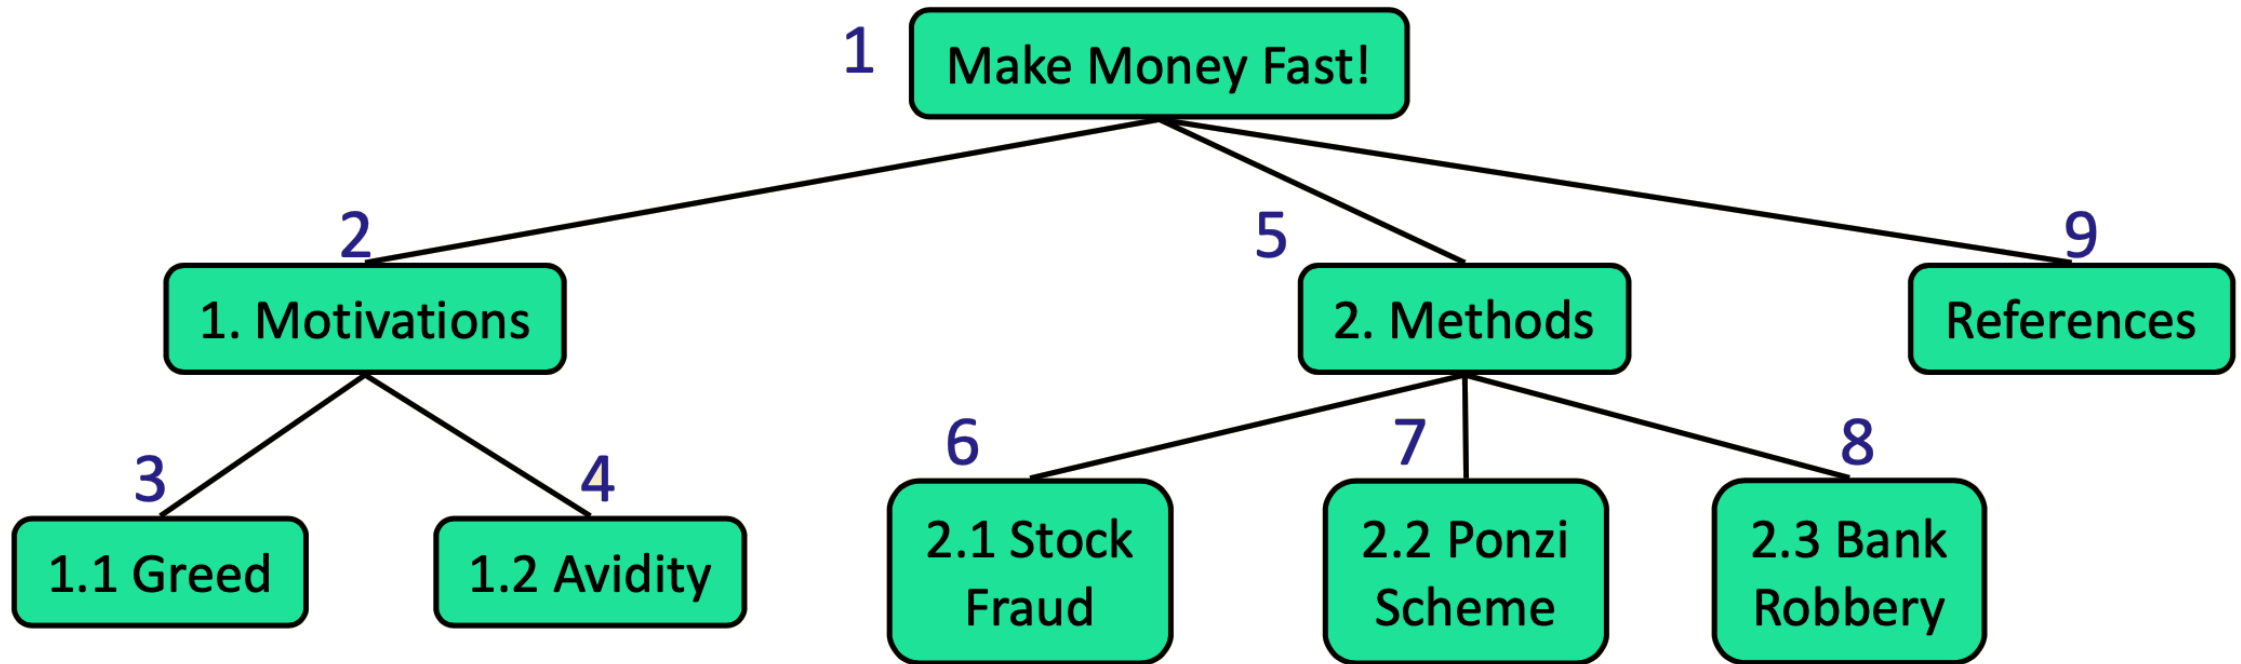 1
Make Money Fast!
2
5
9
1. Motivations
2. Methods
References
3
4
6
7
8
1.1 Greed
1.2 Avidity
2.1 Stock
Fraud
2.2 Ponzi
Scheme
2.3 Bank
Robbery